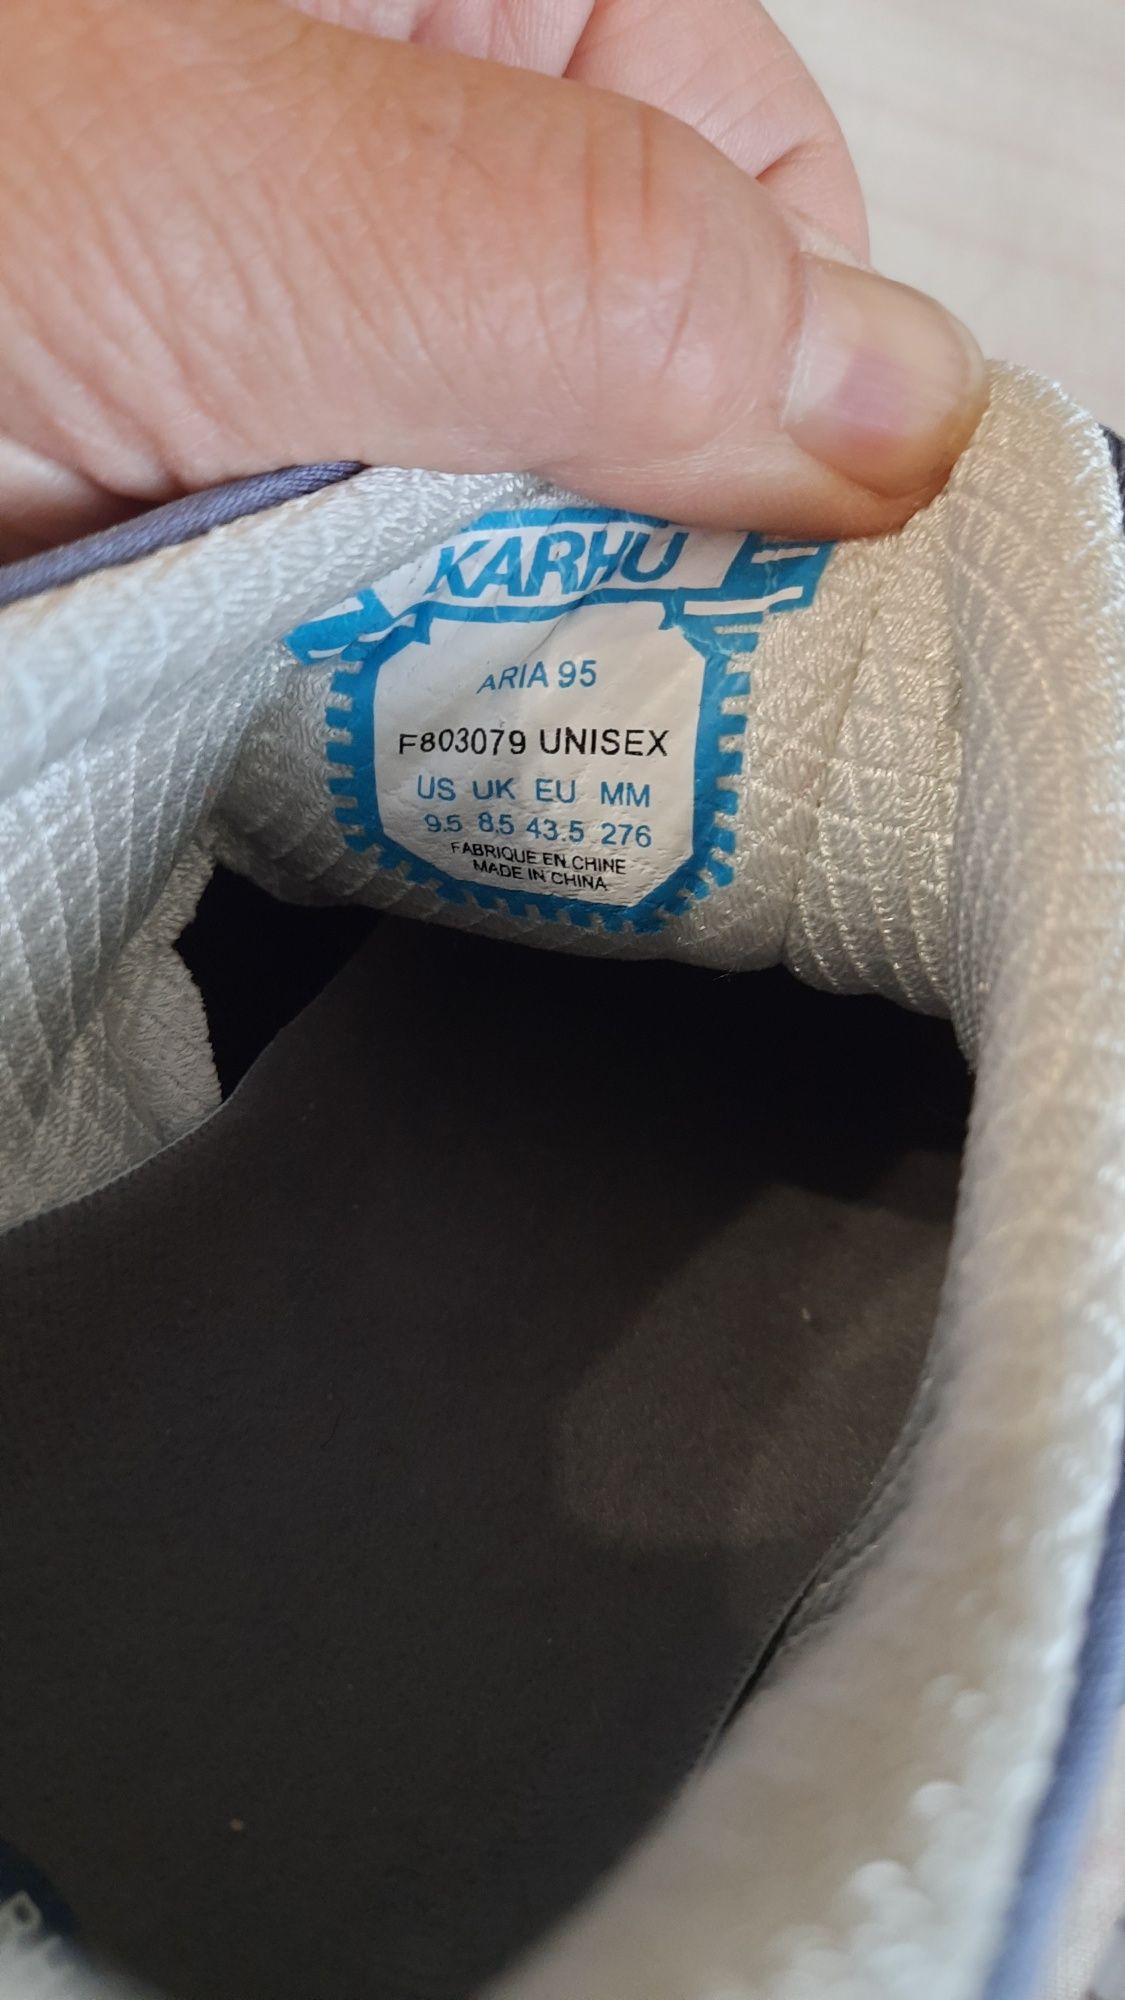 KARHU
ARIA 95
F803079 UNISEX
US UK EU MM
9.5 8.5 43.5 276
FABRIQUE EN CHINE
MADE IN CHINA